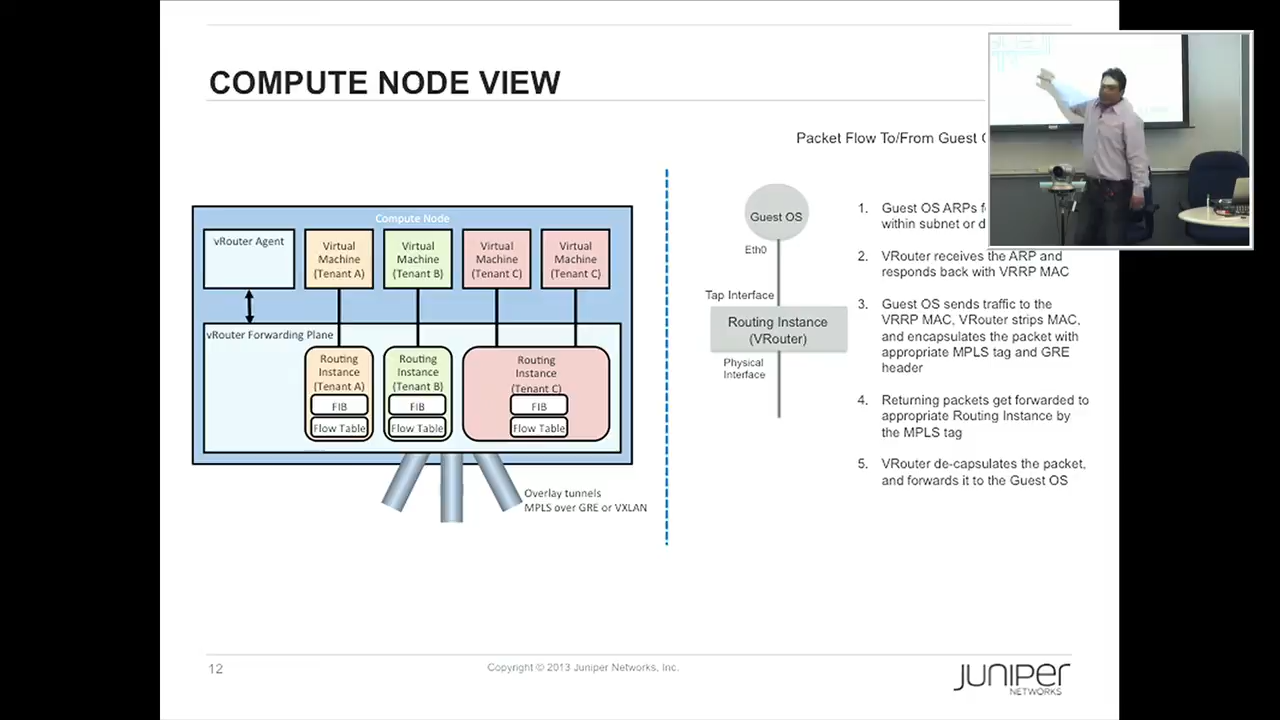 COMPUTE NODE VIEW
Packet Flow To/From Guest
Compute Node
vRouter Agent
Virtual
Machine
(Tenant A)
Virtual
Machine
(Tenant B)
Virtual
Machine
(Tenant C)
Virtual
Machine
(Tenant C)
vRouter Forwarding Plane
Routing
Instance
(Tenant A)
FIB
Flow Table
Routing
Instance
(Tenant B)
FIB
Flow Table
Routing
Instance
(Tenant C)
FIB
Flow Table
Overlay tunnels
MPLS over GRE or VXLAN
Guest OS
Eth0
Tap Interface
Routing Instance
(VRouter)
Physical
Interface
1. Guest OS ARPs
within subnet or
2. VRouter receives the ARP and
responds back with VRRP MAC
3. Guest OS sends traffic to the
VRRP MAC, VRouter strips MAC,
and encapsulates the packet with
appropriate MPLS tag and GRE
header
4. Returning packets get forwarded to
appropriate Routing Instance by
the MPLS tag
5. VRouter de-capsulates the packet,
and forwards it to the Guest OS
12
Copyright © 2013 Juniper Networks, Inc.
JUNIPER
NETWORKS